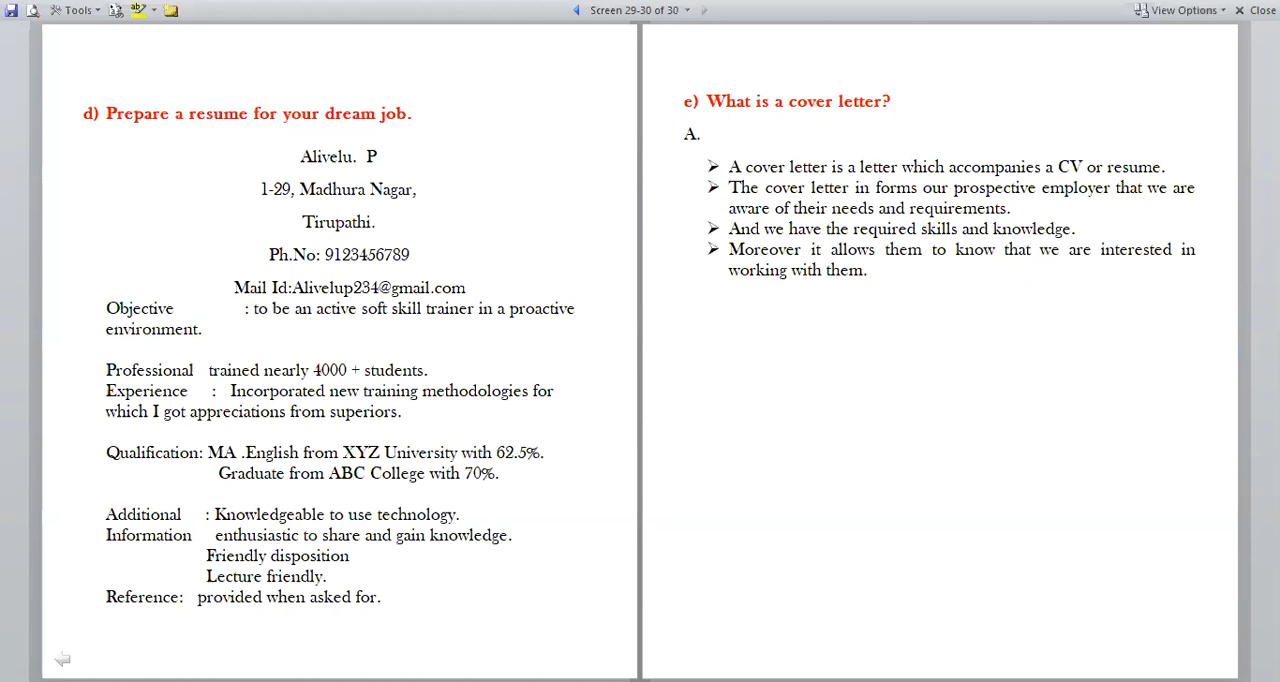 Tools
Screen 29-30 of 30
View Options
Close
d) Prepare a resume for your dream job.
Alivelu. P
1-29, Madhura Nagar,
Tirupathi.
Ph.No: 9123456789
Mail Id:Alivelup234@gmail.com
Objective : to be an active soft skill trainer in a proactive
environment.
Professional trained nearly 4000 + students.
Experience : Incorporated new training methodologies for
which I got appreciations from superiors.
Qualification: MA .English from XYZ University with 62.5%.
Graduate from ABC College with 70%.
Additional : Knowledgeable to use technology.
Information enthusiastic to share and gain knowledge.
Friendly disposition
Lecture friendly.
Reference: provided when asked for.
e) What is a cover letter?
A.
➢ A cover letter is a letter which accompanies a CV or resume.
➢ The cover letter in forms our prospective employer that we are
aware of their needs and requirements.
➢ And we have the required skills and knowledge.
➢ Moreover it allows them to know that we are interested in
working with them.